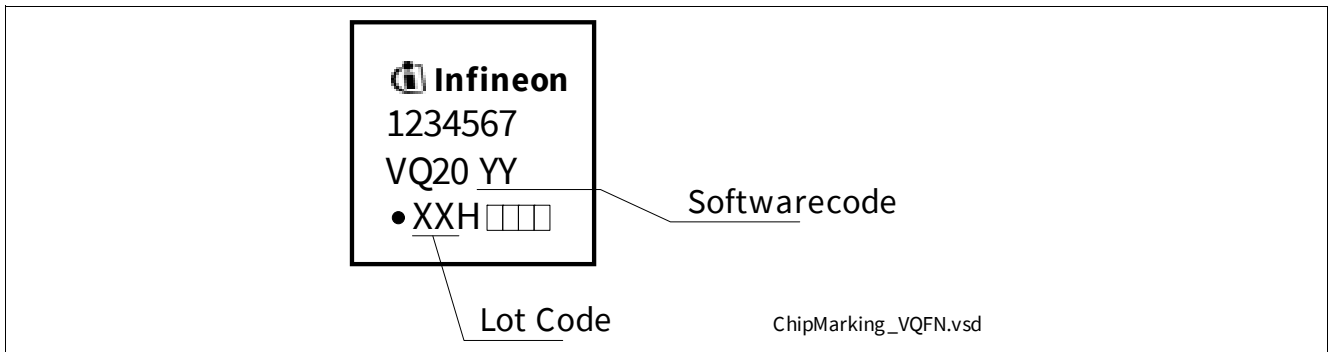 Infineon
1234567
VQ20 YY
XXH
Softwarecode
Lot Code
ChipMarking_VQFN.vsd